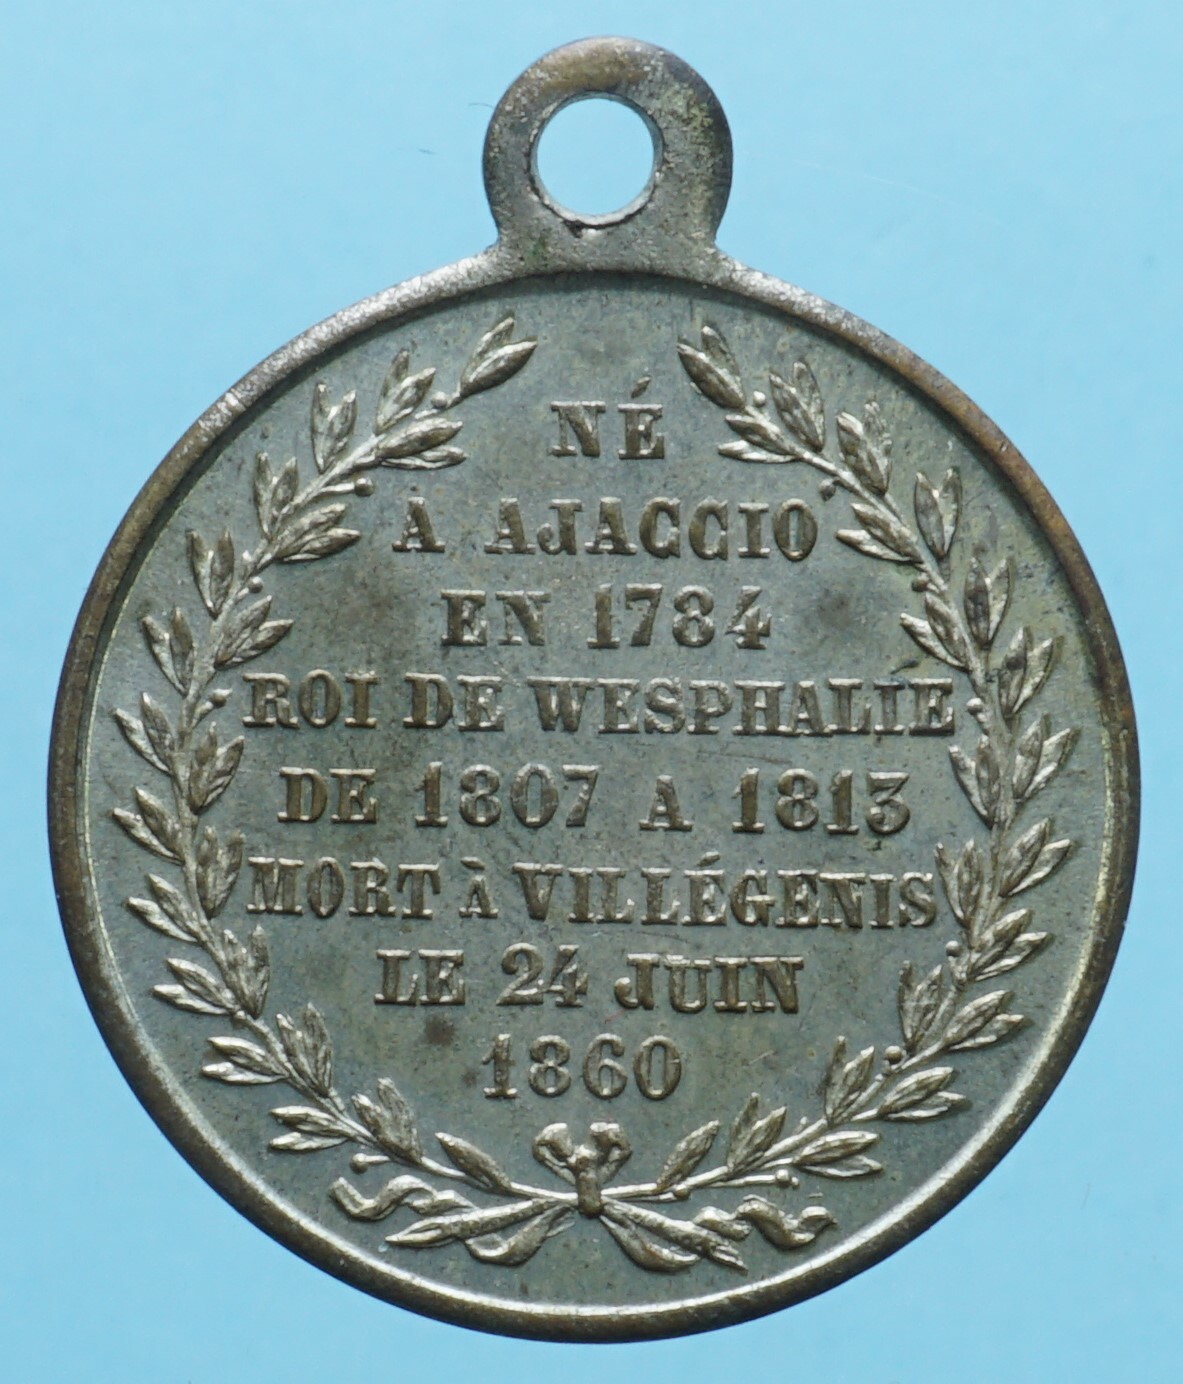 NÉ
A AJACCIO
EN 1784
ROI DE WESPHALIE
DE 1807 A 1813
MORT À VILLÉGENIS
LE 24 JUIN
1860